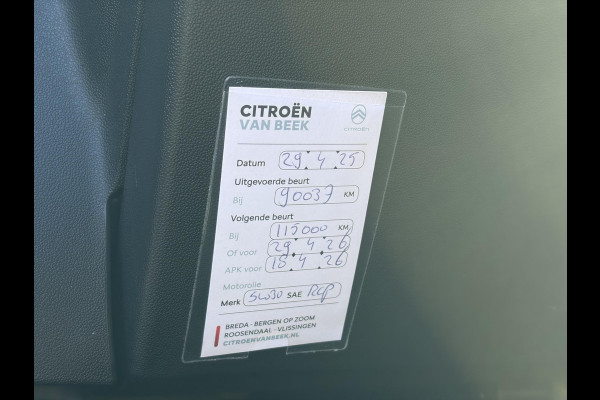 CITROËN
VAN BEEK
CITROËN
Datum 29 4 25
Uitgevoerde beurt
Bij 90037 KM
Volgende beurt
Bij 115000 KM
Of voor 29 4 26
APK voor 18 4 26
Motorolie
Merk 5w30 SAE RCP
BREDA - BERGEN OP ZOOM
ROOSENDAAL - VLISSINGEN
CITROENVANBEEK.NL